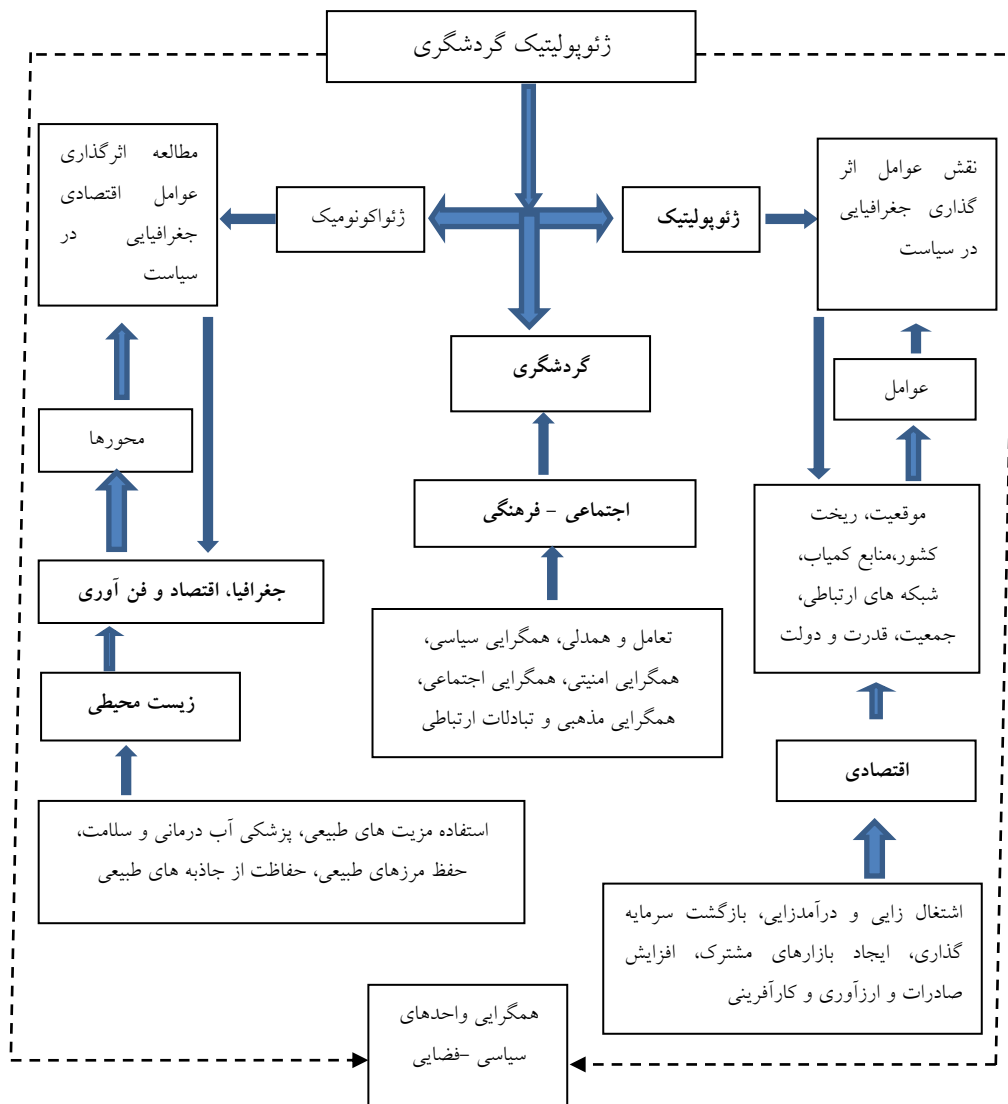 ژئوپولیتیک گردشگری
نقش عوامل اثر
گذاری جغرافیایی
در سیاست
ژئوپولیتیک
ژئواکونومیک
مطالعه اثرگذاری
عوامل اقتصادی
جغرافیایی در
سیاست
گردشگری
عوامل
محورها
اجتماعی – فرهنگی
موقعیت، ریخت
کشور،منابع کمیاب،
شبکه های ارتباطی،
جمعیت، قدرت و دولت
جغرافیا، اقتصاد و فن آوری
تعامل و همدلی، همگرایی سیاسی،
همگرایی امنیتی، همگرایی اجتماعی،
همگرایی مذهبی و تبادلات ارتباطی
زیست محیطی
اقتصادی
استفاده مزیت های طبیعی، پزشکی آب درمانی و سلامت،
حفظ مرزهای طبیعی، حفاظت از جاذبه های طبیعی
اشتغال زایی و درآمدزایی، بازگشت سرمایه
گذاری، ایجاد بازارهای مشترک، افزایش
صادرات و ارزآوری و کارآفرینی
همگرایی واحدهای
سیاسی –فضایی